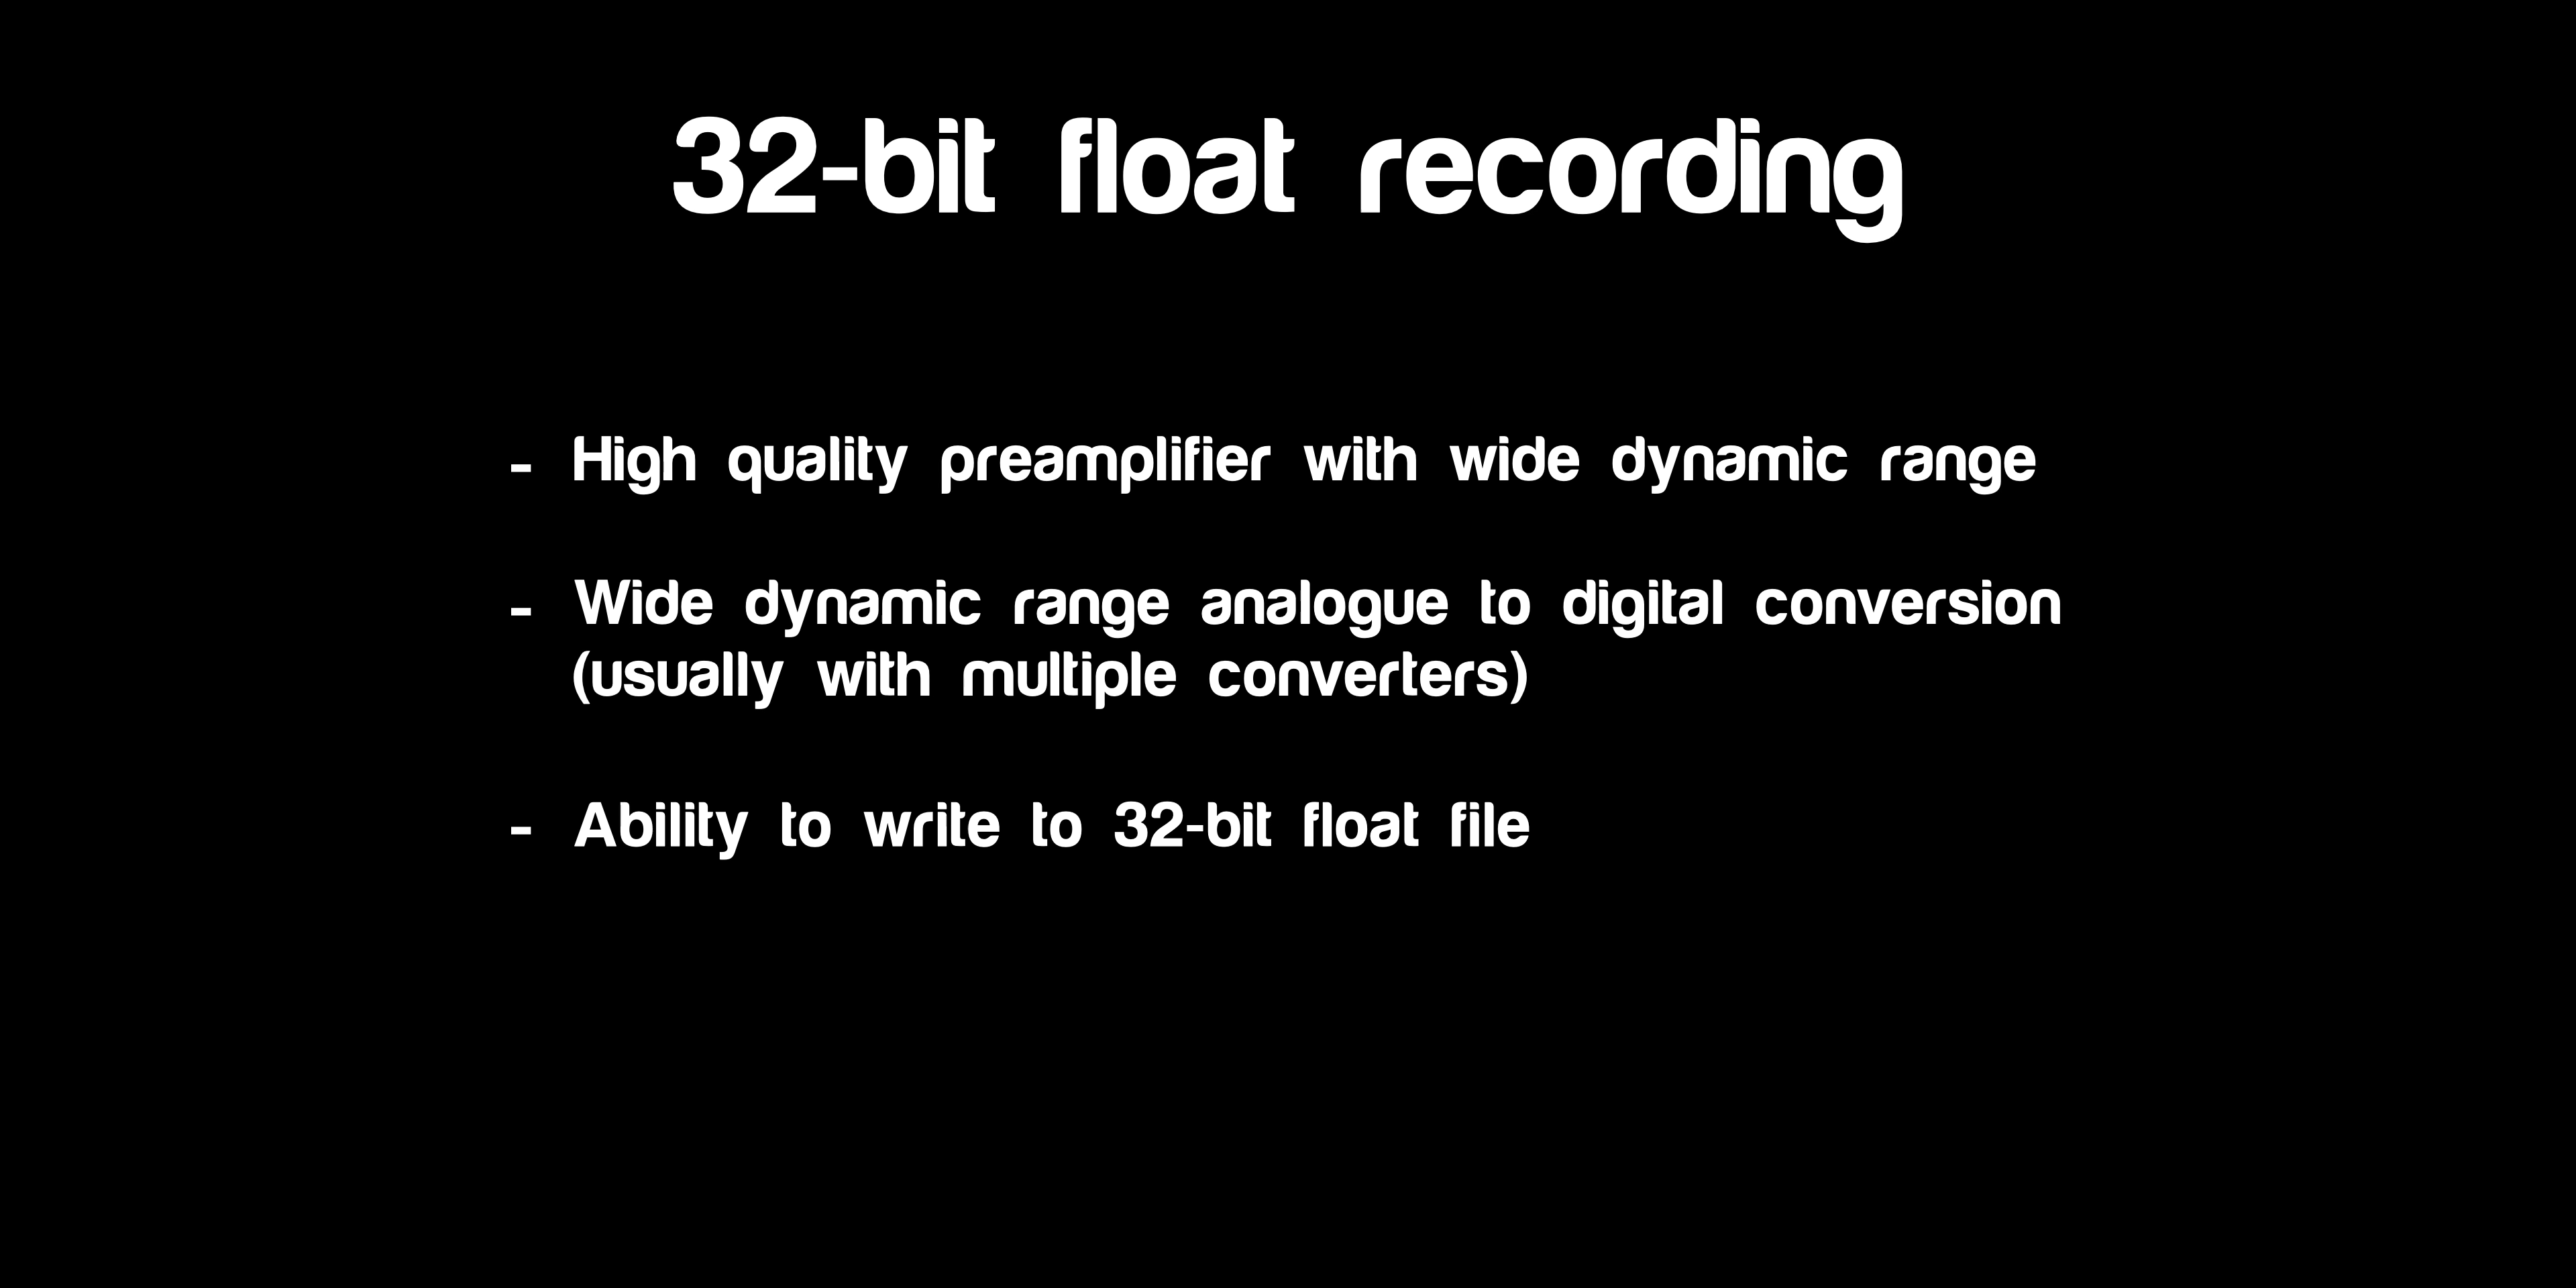 32-bit float recording
- High quality preamplifier with wide dynamic range
- Wide dynamic range analogue to digital conversion
(usually with multiple converters)
- Ability to write to 32-bit float file